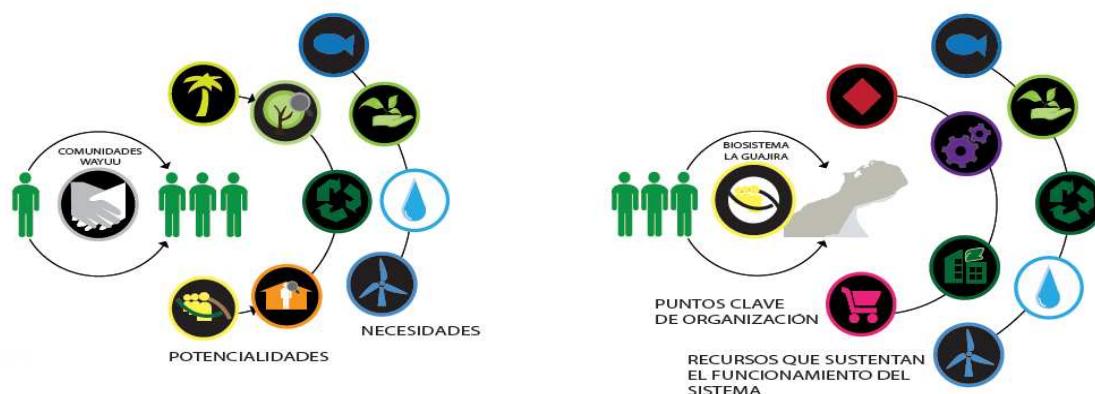 COMUNIDADES
WAYUU
NECESIDADES
POTENCIALIDADES
BIOSISTEMA
LA GUAJIRA
PUNTOS CLAVE
DE ORGANIZACIÓN
RECURSOS QUE SUSTENTAN
EL FUNCIONAMIENTO DEL
SISTEMA